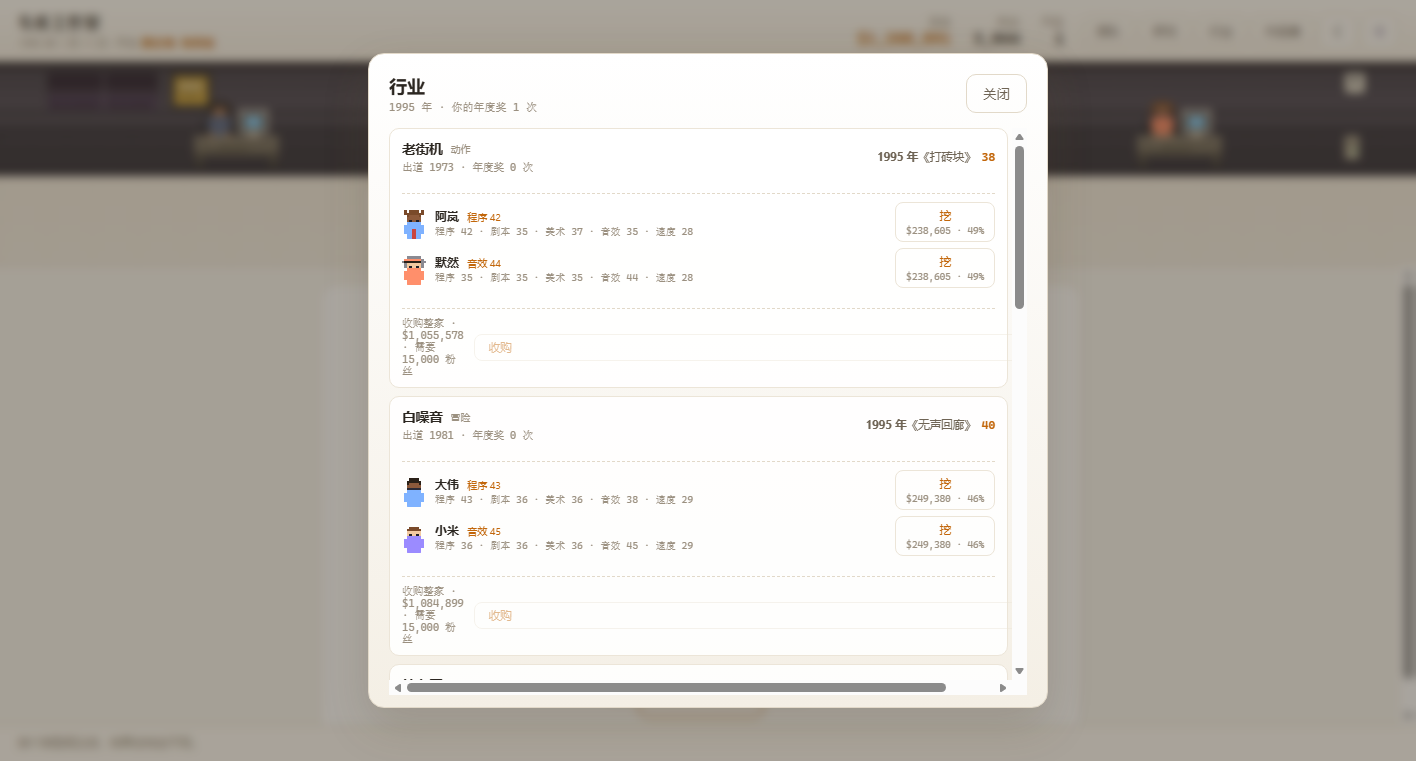 行业
1995 年 · 你的年度奖 1 次
关闭
老街机 动作
出道 1973 · 年度奖 0 次
1995 年《打砖块》 38
阿岚 程序 42
程序 42 · 剧本 35 · 美术 37 · 音效 35 · 速度 28
挖
$238,605 · 49%
默然 音效 44
程序 35 · 剧本 35 · 美术 35 · 音效 44 · 速度 28
挖
$238,605 · 49%
收购整家 ·
$1,055,578
· 需要
15,000 粉
丝
收购
白噪音 冒险
出道 1981 · 年度奖 0 次
1995 年《无声回廊》 40
大伟 程序 43
程序 43 · 剧本 36 · 美术 36 · 音效 38 · 速度 29
挖
$249,380 · 46%
小米 音效 45
程序 36 · 剧本 36 · 美术 36 · 音效 45 · 速度 29
挖
$249,380 · 46%
收购整家 ·
$1,084,899
· 需要
15,000 粉
丝
收购